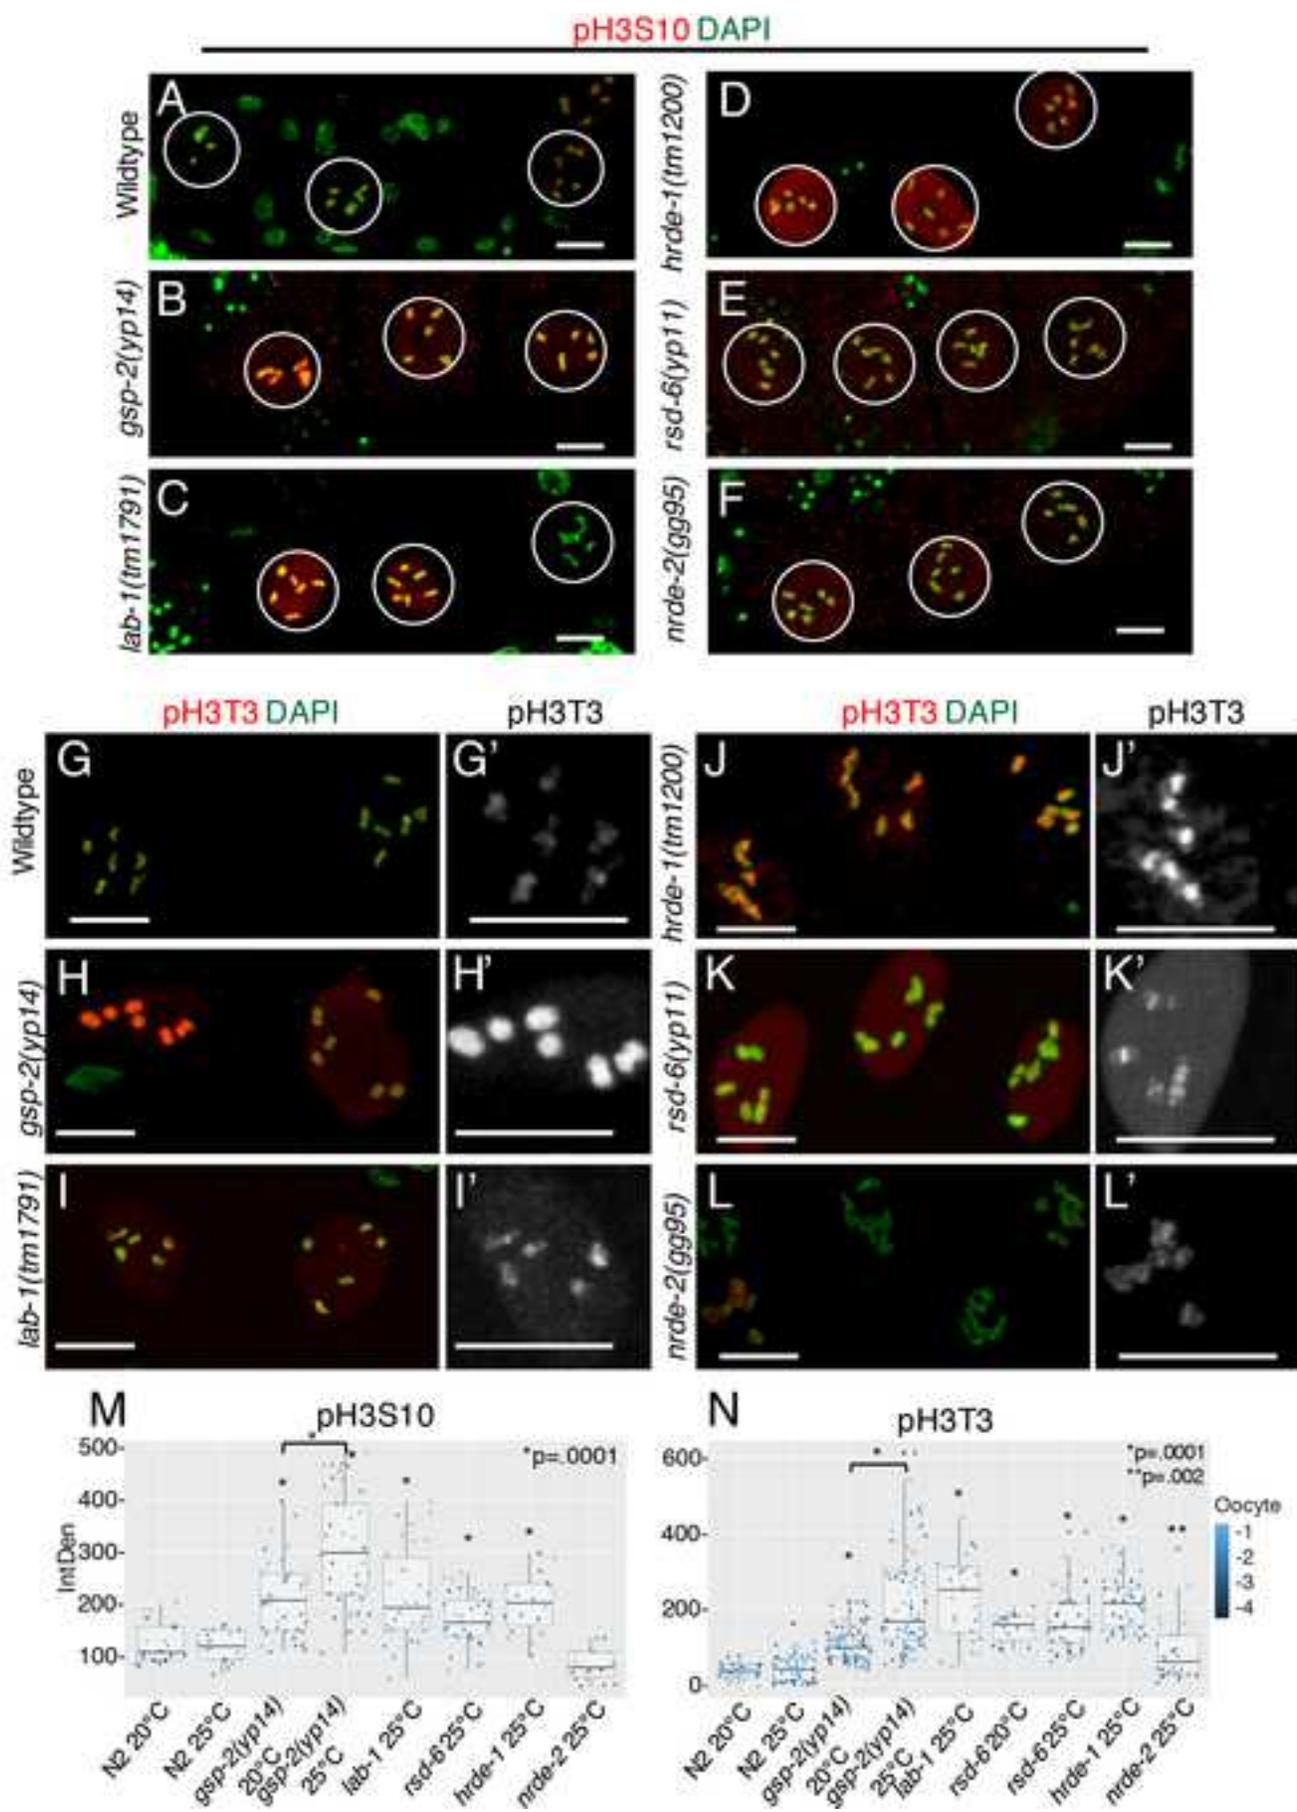 pH3S10 DAPI
Wildtype
A
hrde-1(tm1200)
D
gsp-2(yp14)
B
rsd-6(yp11)
E
lab-1(tm1791)
C
nrde-2(gg95)
F
pH3T3 DAPI
pH3T3
pH3T3 DAPI
pH3T3
Wildtype
G
G'
hrde-1(tm1200)
J
J'
gsp-2(yp14)
H
H'
rsd-6(yp11)
K
K'
lab-1(tm1791)
I
I'
nrde-2(gg95)
L
L'
M
pH3S10
*p=.0001
*
*
*
*
*
*
IntDen
500-
400-
300-
200-
100-
N2 20°C
N2 25°C
gsp-2(yp14)
20°C
gsp-2(yp14)
25°C
lab-1 25°C
rsd-6 25°C
hrde-1 25°C
nrde-2 25°C
N
pH3T3
*p=.0001
**p=.002
*
*
*
*
*
*
**
600-
400-
200-
0-
N2 20°C
N2 25°C
gsp-2(yp14)
20°C
gsp-2(yp14)
25°C
lab-1 25°C
rsd-6 20°C
rsd-6 25°C
hrde-1 25°C
nrde-2 25°C
Oocyte
-1
-2
-3
-4